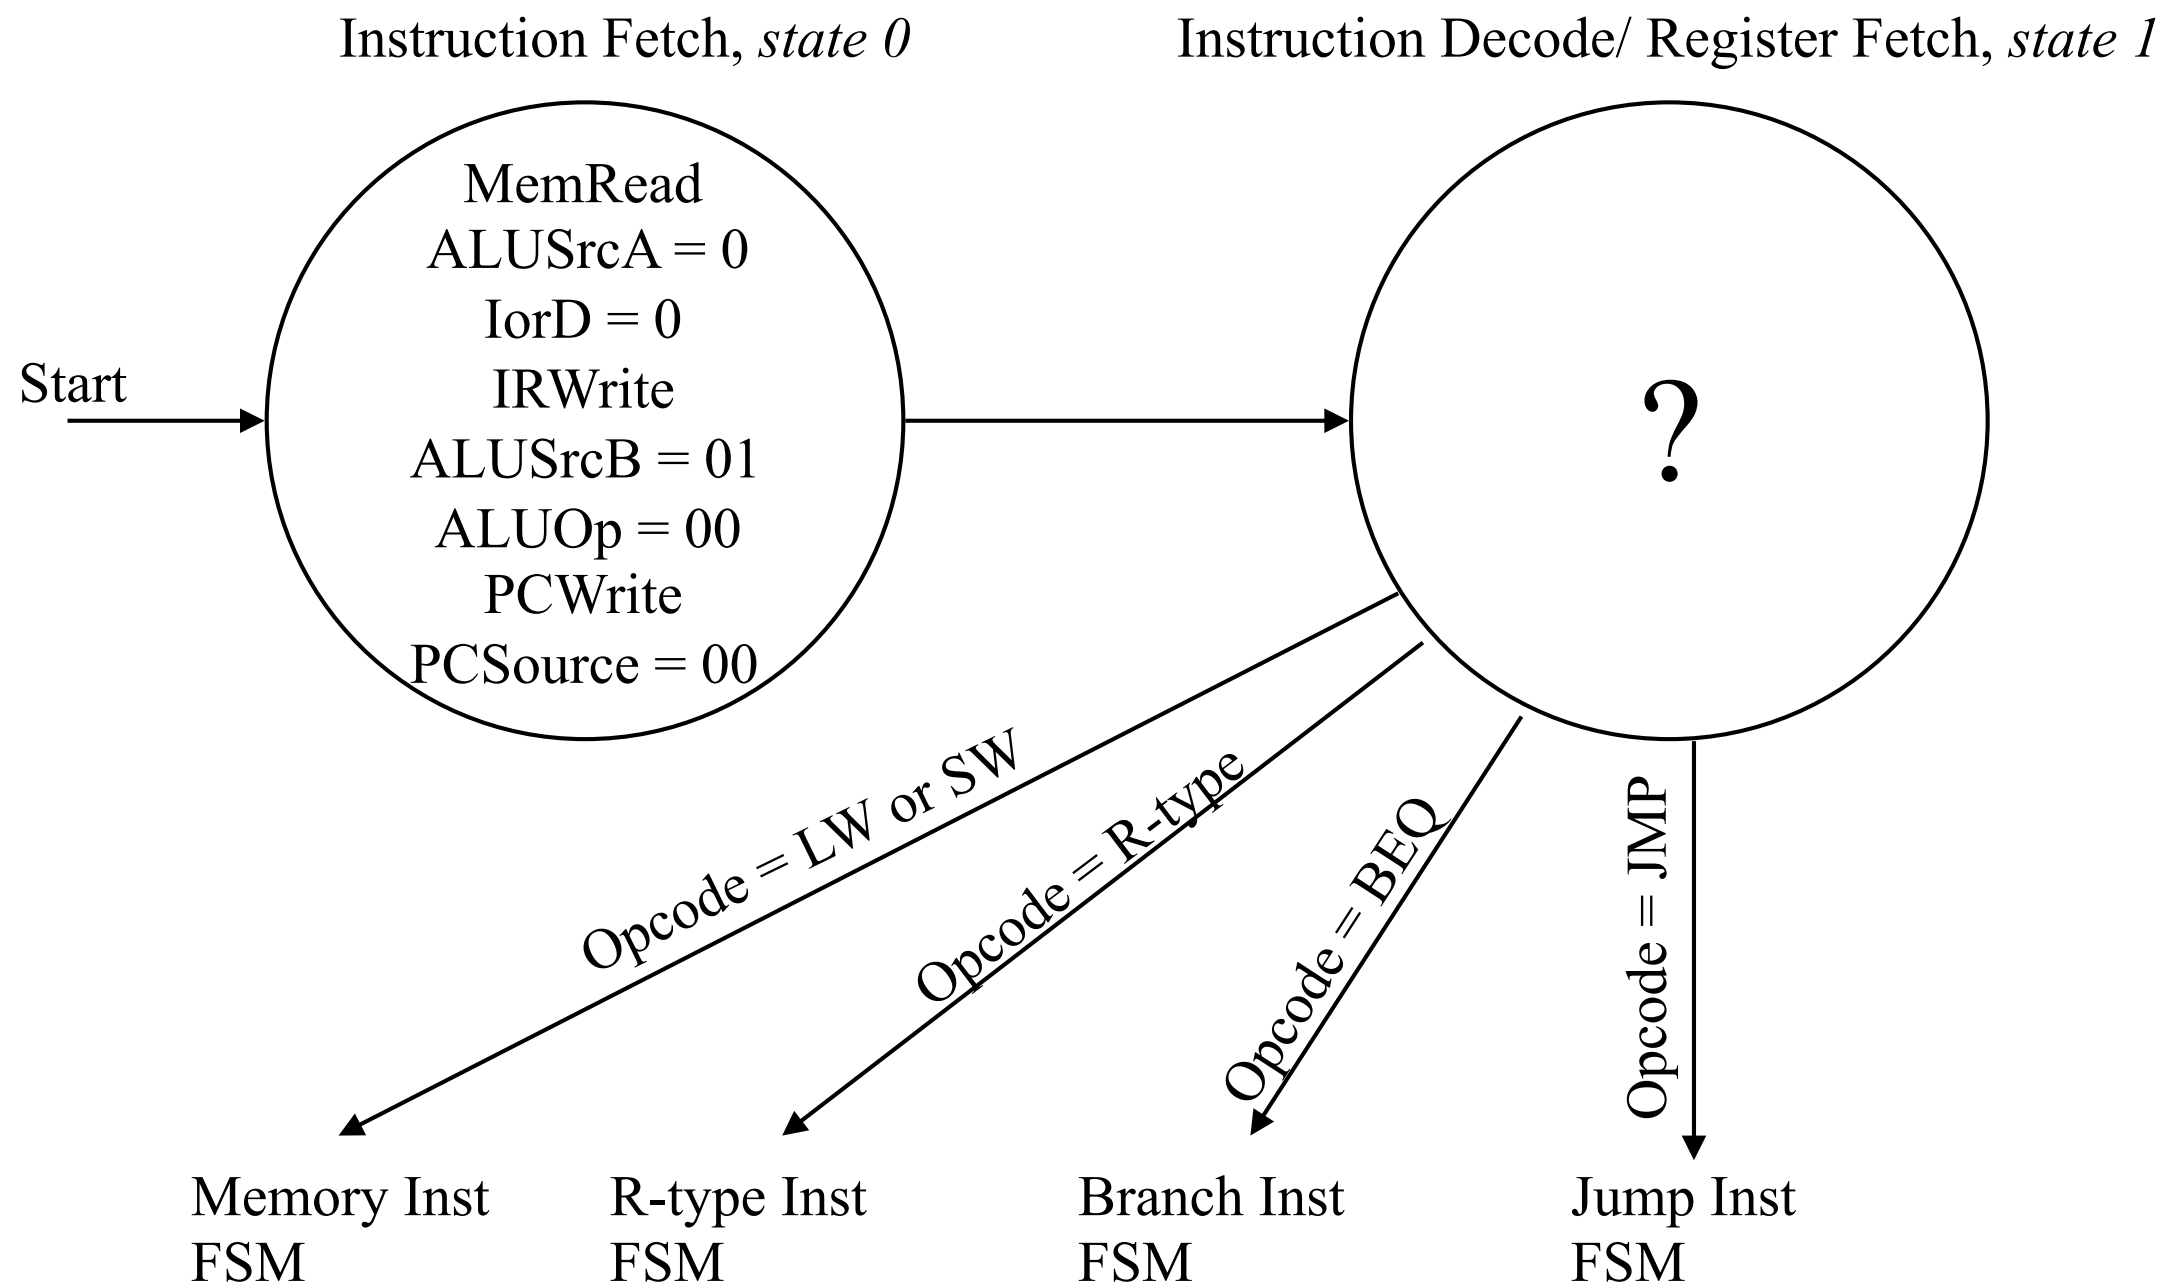 Instruction Fetch, state 0
Instruction Decode/ Register Fetch, state 1
Start
MemRead
ALUSrcA = 0
IorD = 0
IRWrite
ALUSrcB = 01
ALUOp = 00
PCWrite
PCSource = 00
?
Opcode = LW or SW
Opcode = R-type
Opcode = BEQ
Opcode = JMP
Memory Inst
FSM
R-type Inst
FSM
Branch Inst
FSM
Jump Inst
FSM